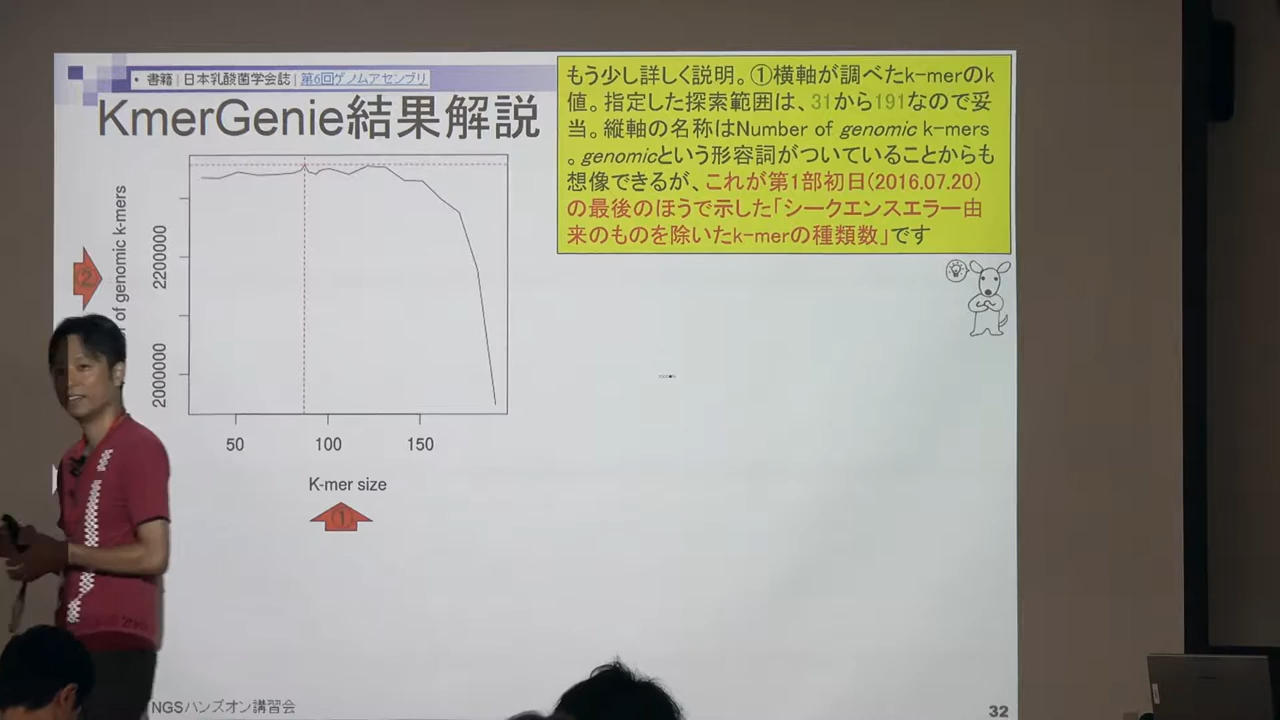 • 書籍 | 日本乳酸菌学会誌 | 第6回ゲノムアセンブリ
KmerGenie結果解説
もう少し詳しく説明。①横軸が調べたk-merのk
値。指定した探索範囲は、31から191なので妥
当。縦軸の名称はNumber of genomic k-mers
。genomicという形容詞がついていることからも
想像できるが、これが第1部初日(2016.07.20)
の最後のほうで示した「シークエンスエラー由
来のものを除いたk-merの種類数」です
②
of genomic k-mers
2200000
2000000
50 100 150
K-mer size
①
NGSハンズオン講習会
32